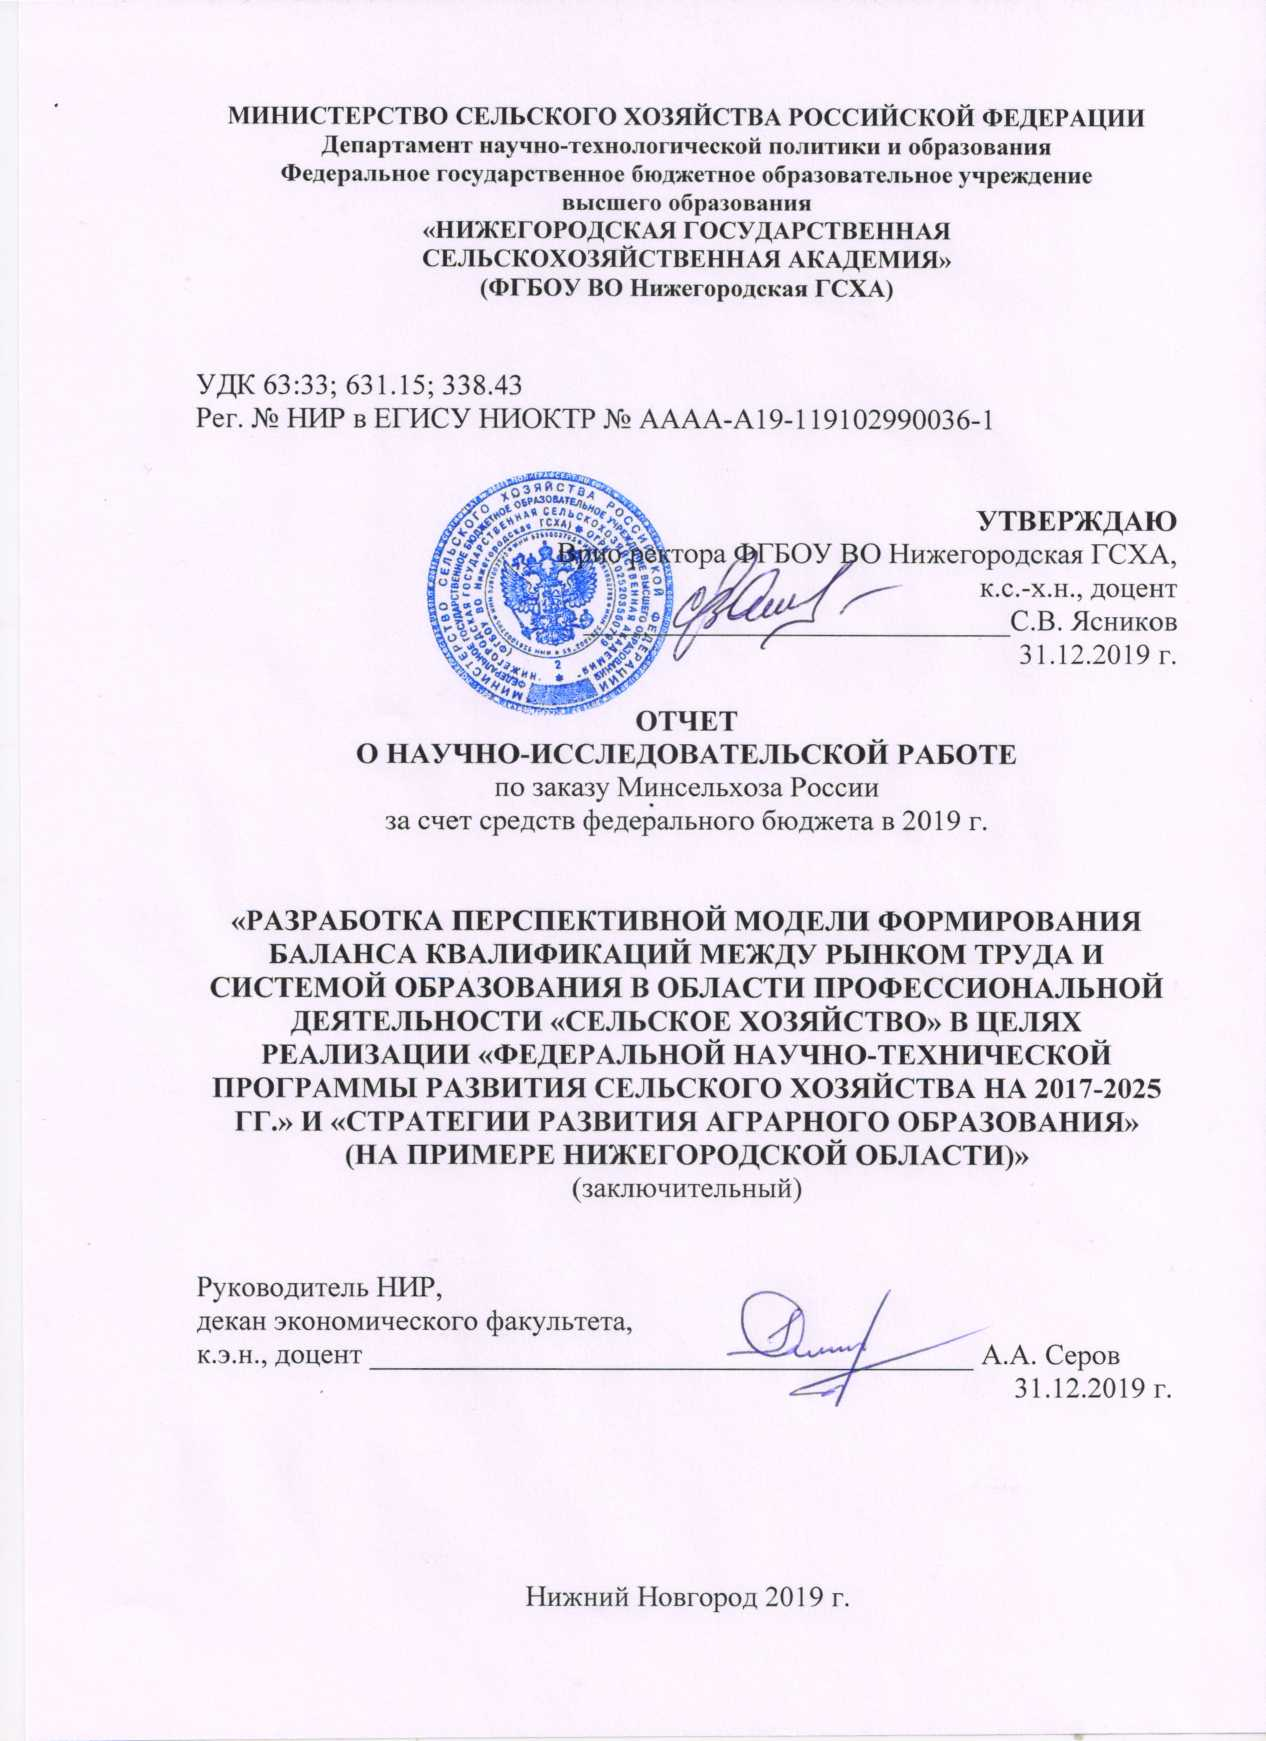 МИНИСТЕРСТВО СЕЛЬСКОГО ХОЗЯЙСТВА РОССИЙСКОЙ ФЕДЕРАЦИИ
Департамент научно-технологической политики и образования
Федеральное государственное бюджетное образовательное учреждение
высшего образования
«НИЖЕГОРОДСКАЯ ГОСУДАРСТВЕННАЯ
СЕЛЬСКОХОЗЯЙСТВЕННАЯ АКАДЕМИЯ»
(ФГБОУ ВО Нижегородская ГСХА)
УДК 63:33; 631.15; 338.43
Рег. № НИР в ЕГИСУ НИОКТР № АААА-А19-119102990036-1
МИНИСТЕРСТВО СЕЛЬСКОГО ХОЗЯЙСТВА РОССИЙСКОЙ ФЕДЕРАЦИИ
УТВЕРЖДАЮ
Врио ректора ФГБОУ ВО Нижегородская ГСХА,
к.с.-х.н., доцент
С.В. Ясников
31.12.2019 г.
ОТЧЕТ
О НАУЧНО-ИССЛЕДОВАТЕЛЬСКОЙ РАБОТЕ
по заказу Минсельхоза России
за счет средств федерального бюджета в 2019 г.
«РАЗРАБОТКА ПЕРСПЕКТИВНОЙ МОДЕЛИ ФОРМИРОВАНИЯ
БАЛАНСА КВАЛИФИКАЦИЙ МЕЖДУ РЫНКОМ ТРУДА И
СИСТЕМОЙ ОБРАЗОВАНИЯ В ОБЛАСТИ ПРОФЕССИОНАЛЬНОЙ
ДЕЯТЕЛЬНОСТИ «СЕЛЬСКОЕ ХОЗЯЙСТВО» В ЦЕЛЯХ
РЕАЛИЗАЦИИ «ФЕДЕРАЛЬНОЙ НАУЧНО-ТЕХНИЧЕСКОЙ
ПРОГРАММЫ РАЗВИТИЯ СЕЛЬСКОГО ХОЗЯЙСТВА НА 2017-2025
ГГ.» И «СТРАТЕГИИ РАЗВИТИЯ АГРАРНОГО ОБРАЗОВАНИЯ»
(НА ПРИМЕРЕ НИЖЕГОРОДСКОЙ ОБЛАСТИ)»
(заключительный)
Руководитель НИР,
декан экономического факультета,
к.э.н., доцент А.А. Серов
31.12.2019 г.
Нижний Новгород 2019 г.